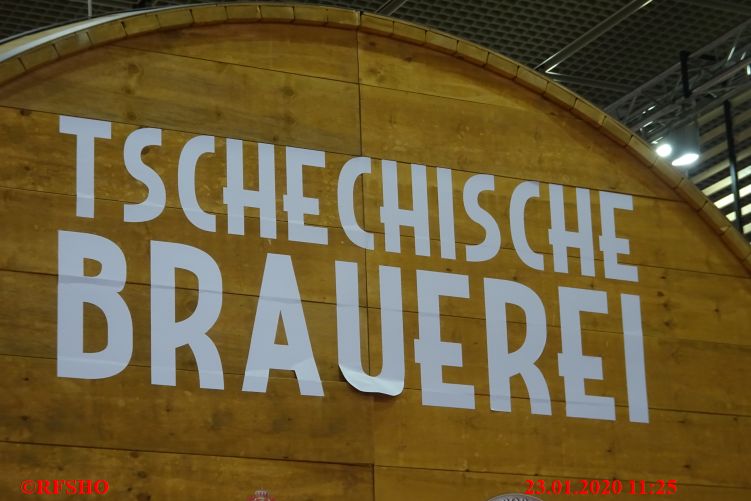 TSCHECHISCHE
BRAUEREI
©RFSHO
23.01.2020 11:25